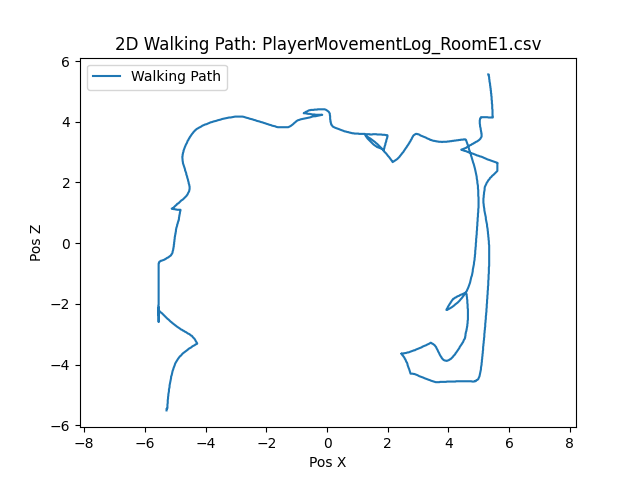 2D Walking Path: PlayerMovementLog_RoomE1.csv
Walking Path
6
4
2
0
−2
−4
−6
Pos Z
−8 −6 −4 −2 0 2 4 6 8
Pos X